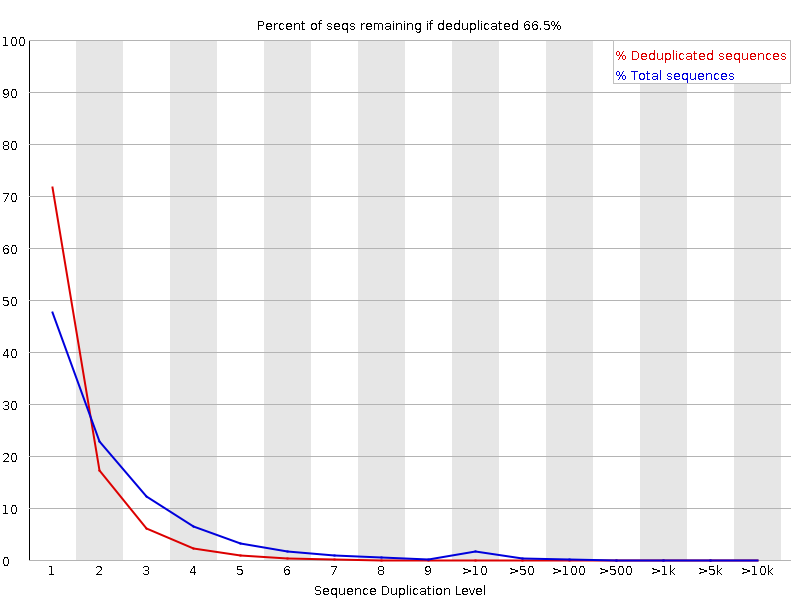 Percent of seqs remaining if deduplicated 66.5%
% Deduplicated sequences
% Total sequences
100
90
80
70
60
50
40
30
20
10
0
1 2 3 4 5 6 7 8 9 >10 >50 >100 >500 >1k >5k >10k
Sequence Duplication Level